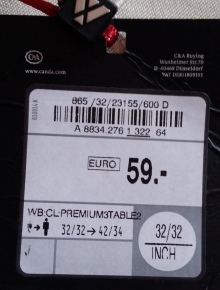 C&A
www.canda.com
C&A Buying
Wanheimer Str. 70
D-40468 Düsseldorf
865 /32/23155/600 D
A 8834.276 1.322 64
EURO 59.-
WB:CL-PREMIUM3TABLE2
32/32 → 42/34
32/32
INCH